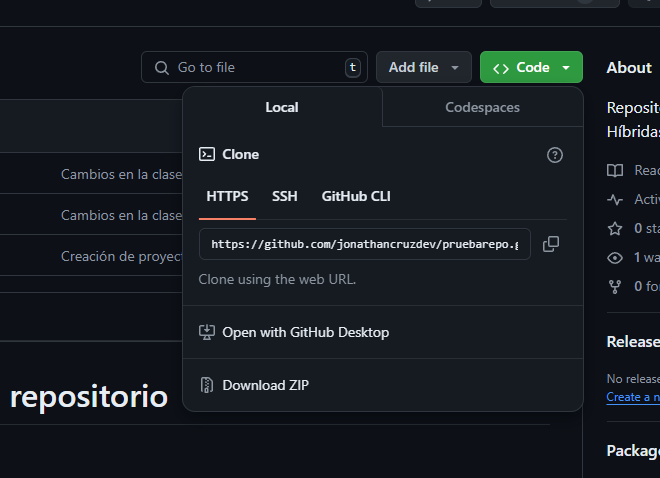 Go to file
t
Add file
Code
About
Local
Codespaces
Reposit
Híbridas
Clone
HTTPS
SSH
GitHub CLI
https://github.com/jonathancruzdev/pruebarepo.g
Clone using the web URL.
Open with GitHub Desktop
Download ZIP
Cambios en la clase
Cambios en la clase
Creación de proyect
repositorio
Read
Activ
0 sta
1 wa
0 fo
Release
No release
Create a n
Package